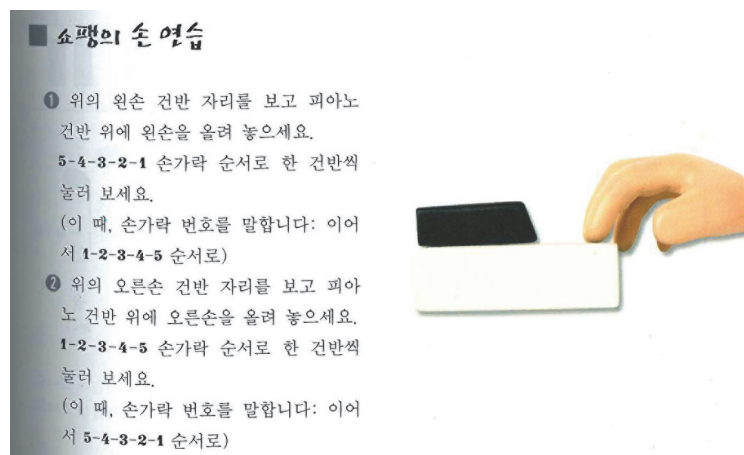 쇼팽의 손 연습
❶ 위의 왼손 건반 자리를 보고 피아노
건반 위에 왼손을 올려 놓으세요.
5-4-3-2-1 손가락 순서로 한 건반씩
눌러 보세요.
(이 때, 손가락 번호를 말합니다: 이어
서 1-2-3-4-5 순서로)
❷ 위의 오른손 건반 자리를 보고 피아
노 건반 위에 오른손을 올려 놓으세요.
1-2-3-4-5 손가락 순서로 한 건반씩
눌러 보세요.
(이 때, 손가락 번호를 말합니다: 이어
서 5-4-3-2-1 순서로)